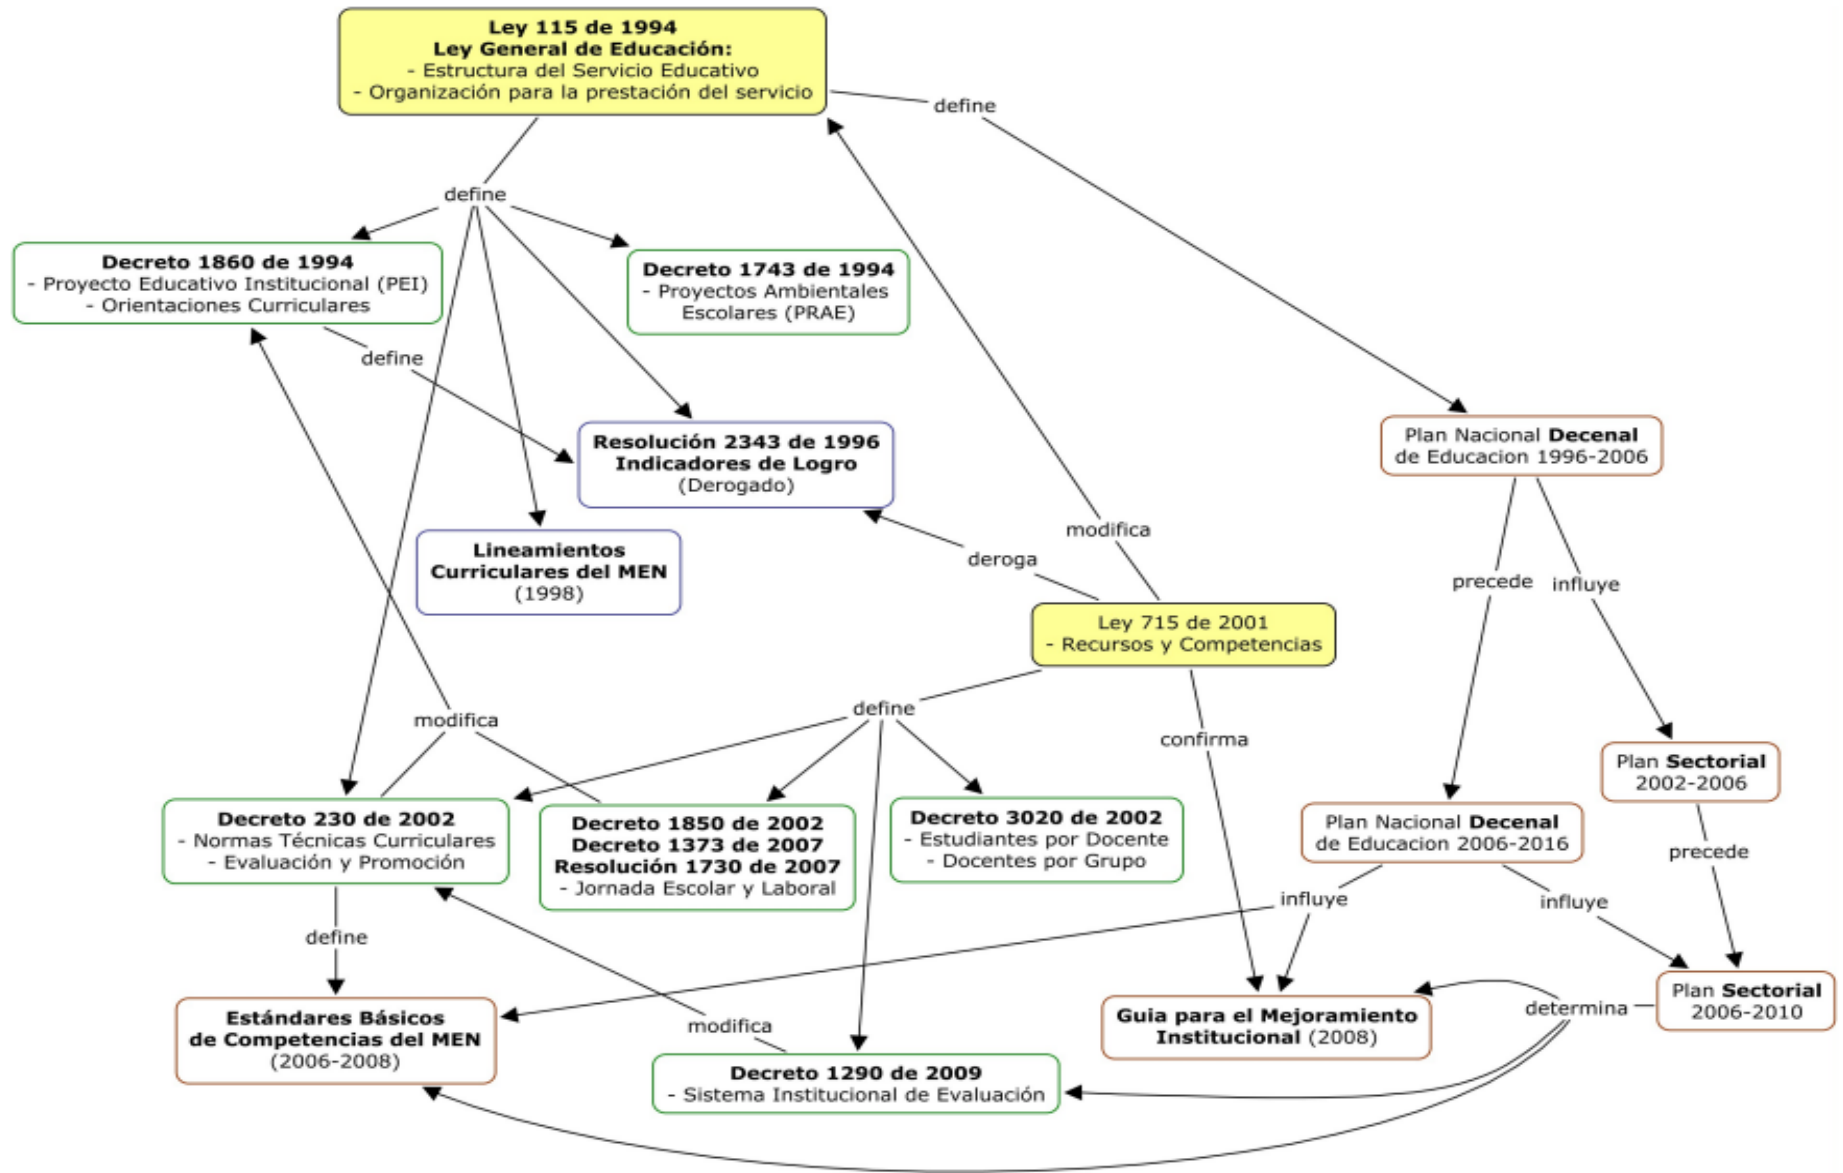 Ley 115 de 1994
Ley General de Educación:
- Estructura del Servicio Educativo
- Organización para la prestación del servicio
define
define
Decreto 1860 de 1994
- Proyecto Educativo Institucional (PEI)
- Orientaciones Curriculares
Decreto 1743 de 1994
- Proyectos Ambientales
Escolares (PRAE)
define
Resolución 2343 de 1996
Indicadores de Logro
(Derogado)
Plan Nacional Decenal
de Educacion 1996-2006
Lineamientos
Curriculares del MEN
(1998)
modifica
deroga
precede
influye
Ley 715 de 2001
- Recursos y Competencias
modifica
define
confirma
Plan Sectorial
2002-2006
Decreto 230 de 2002
- Normas Técnicas Curriculares
- Evaluación y Promoción
Decreto 1850 de 2002
Decreto 1373 de 2007
Resolución 1730 de 2007
- Jornada Escolar y Laboral
Decreto 3020 de 2002
- Estudiantes por Docente
- Docentes por Grupo
Plan Nacional Decenal
de Educacion 2006-2016
precede
define
influye
influye
Estándares Básicos
de Competencias del MEN
(2006-2008)
modifica
Decreto 1290 de 2009
- Sistema Institucional de Evaluación
Guia para el Mejoramiento
Institucional (2008)
determina
Plan Sectorial
2006-2010